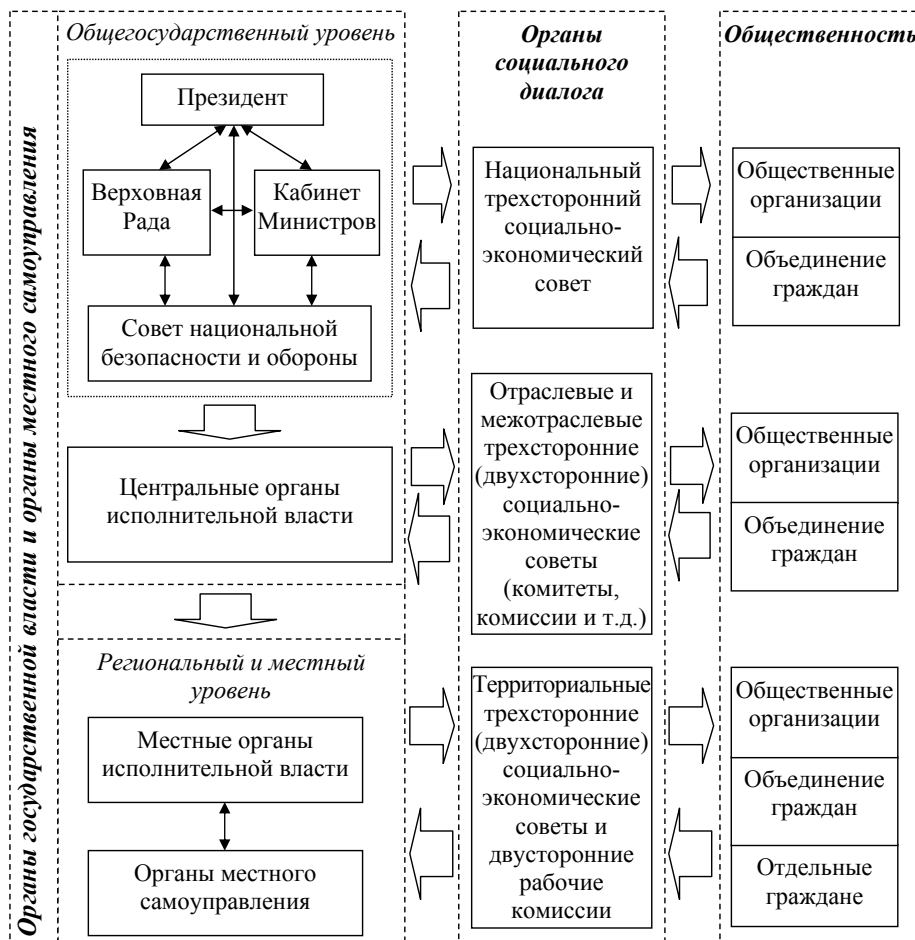 Органы государственной власти и органы местного самоуправления
Общегосударственный уровень
Президент
Верховная
Рада
Кабинет
Министров
Совет национальной
безопасности и обороны
Центральные органы
исполнительной власти
Региональный и местный
уровень
Местные органы
исполнительной власти
Органы местного
самоуправления
Органы
социального
диалога
Национальный
трехсторонний
социально-
экономический
совет
Отраслевые и
межотраслевые
трехсторонние
(двухсторонние)
социально-
экономические
советы
(комитеты,
комиссии и т.д.)
Территориальные
трехсторонние
(двухсторонние)
социально-
экономические
советы и
двусторонние
рабочие
комиссии
Общественность
Общественные
организации
Объединение
граждан
Общественные
организации
Объединение
граждан
Общественные
организации
Объединение
граждан
Отдельные
граждане